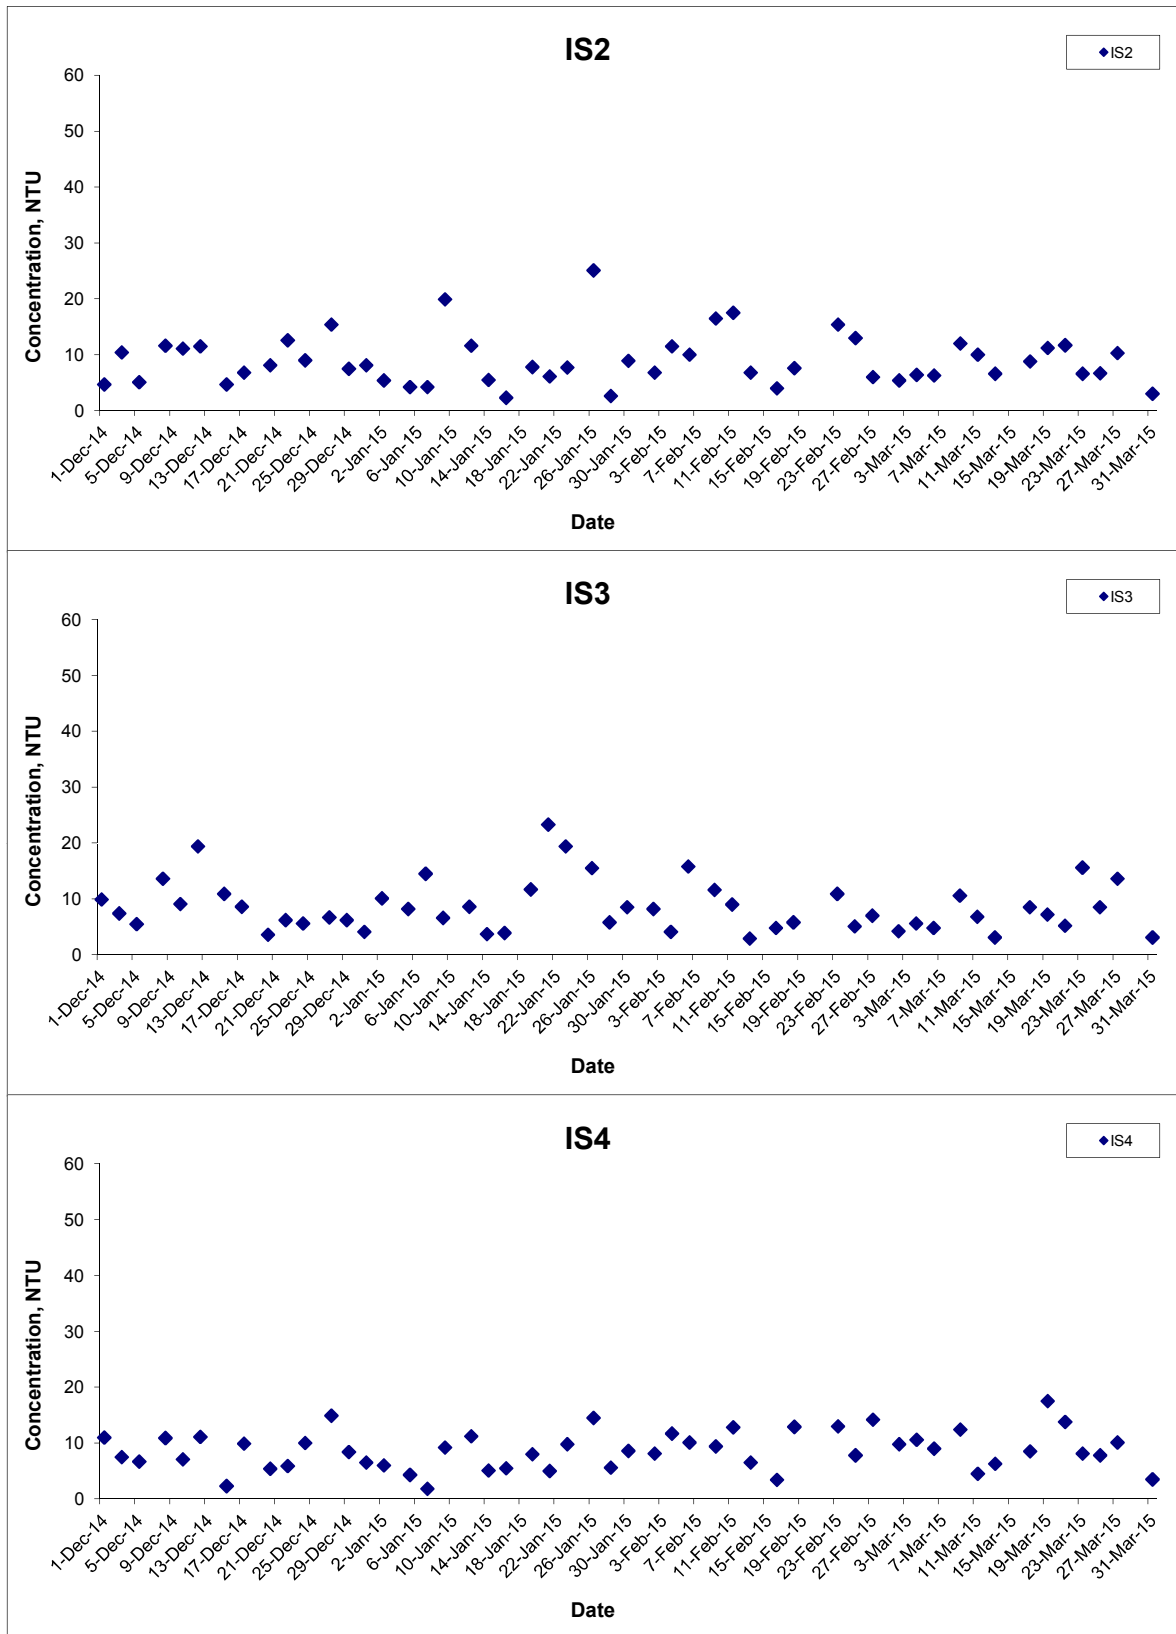 IS2
IS2
60
50
40
30
20
10
0
Concentration, NTU
1-Dec-14
5-Dec-14
9-Dec-14
13-Dec-14
17-Dec-14
21-Dec-14
25-Dec-14
29-Dec-14
2-Jan-15
6-Jan-15
10-Jan-15
14-Jan-15
18-Jan-15
22-Jan-15
26-Jan-15
30-Jan-15
3-Feb-15
7-Feb-15
11-Feb-15
15-Feb-15
19-Feb-15
23-Feb-15
27-Feb-15
3-Mar-15
7-Mar-15
11-Mar-15
15-Mar-15
19-Mar-15
23-Mar-15
27-Mar-15
31-Mar-15
Date
IS3
IS3
60
50
40
30
20
10
0
Concentration, NTU
1-Dec-14
5-Dec-14
9-Dec-14
13-Dec-14
17-Dec-14
21-Dec-14
25-Dec-14
29-Dec-14
2-Jan-15
6-Jan-15
10-Jan-15
14-Jan-15
18-Jan-15
22-Jan-15
26-Jan-15
30-Jan-15
3-Feb-15
7-Feb-15
11-Feb-15
15-Feb-15
19-Feb-15
23-Feb-15
27-Feb-15
3-Mar-15
7-Mar-15
11-Mar-15
15-Mar-15
19-Mar-15
23-Mar-15
27-Mar-15
31-Mar-15
Date
IS4
IS4
60
50
40
30
20
10
0
Concentration, NTU
1-Dec-14
5-Dec-14
9-Dec-14
13-Dec-14
17-Dec-14
21-Dec-14
25-Dec-14
29-Dec-14
2-Jan-15
6-Jan-15
10-Jan-15
14-Jan-15
18-Jan-15
22-Jan-15
26-Jan-15
30-Jan-15
3-Feb-15
7-Feb-15
11-Feb-15
15-Feb-15
19-Feb-15
23-Feb-15
27-Feb-15
3-Mar-15
7-Mar-15
11-Mar-15
15-Mar-15
19-Mar-15
23-Mar-15
27-Mar-15
31-Mar-15
Date